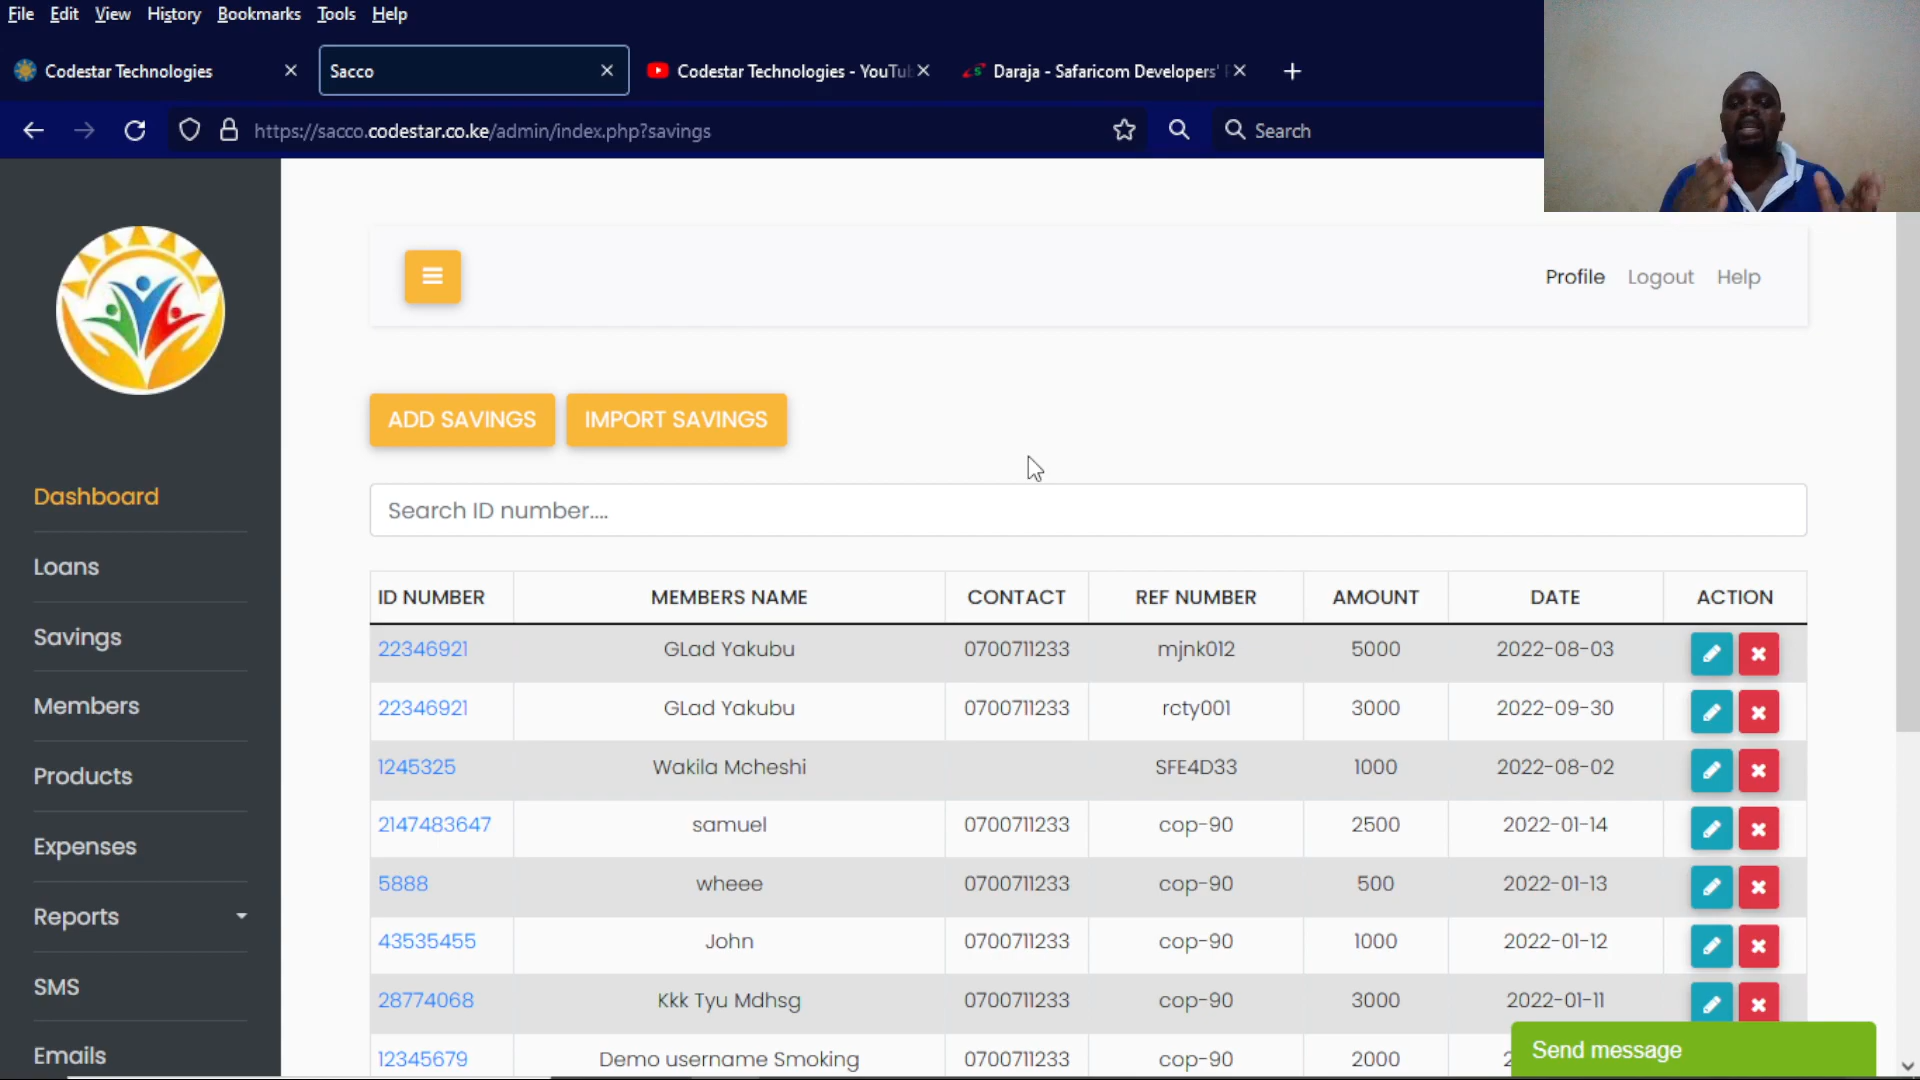 File Edit View History Bookmarks Tools Help
Codestar Technologies
Sacco
Codestar Technologies - YouTu
Daraja - Safaricom Developers'
https://sacco.codestar.co.ke/admin/index.php?savings
Search
Profile Logout Help
ADD SAVINGS IMPORT SAVINGS
Search ID number....
Dashboard
Loans
Savings
Members
Products
Expenses
Reports
SMS
Emails
ID NUMBER MEMBERS NAME CONTACT REF NUMBER AMOUNT DATE ACTION
22346921 GLad Yakubu 0700711233 mjnk012 5000 2022-08-03
22346921 GLad Yakubu 0700711233 rcty001 3000 2022-09-30
1245325 Wakila Mcheshi SFE4D33 1000 2022-08-02
2147483647 samuel 0700711233 cop-90 2500 2022-01-14
5888 wheee 0700711233 cop-90 500 2022-01-13
43535455 John 0700711233 cop-90 1000 2022-01-12
28774068 Kkk Tyu Mdhsg 0700711233 cop-90 3000 2022-01-11
12345679 Demo username Smoking 0700711233 cop-90 2000
Send message